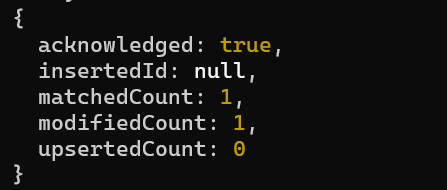 {
  acknowledged: true,
  insertedId: null,
  matchedCount: 1,
  modifiedCount: 1,
  upsertedCount: 0
}